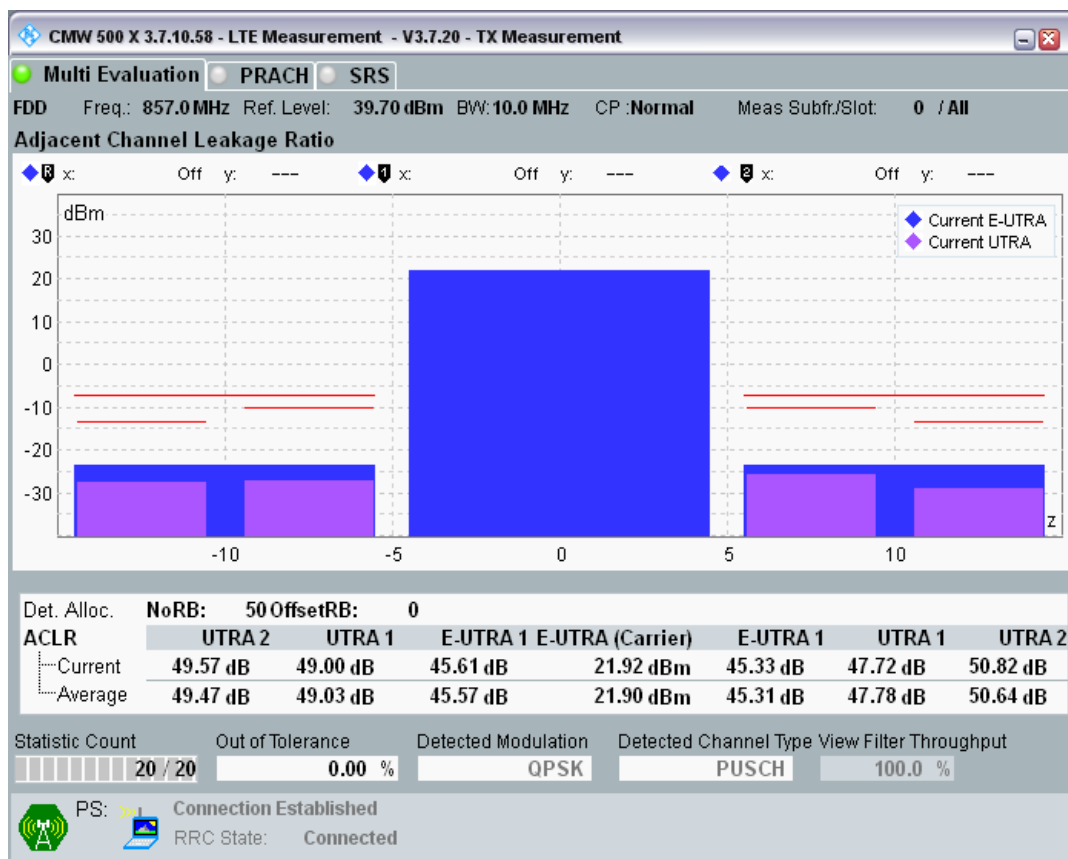 CMW 500 X 3.7.10.58 - LTE Measurement - V3.7.20 - TX Measurement
Multi Evaluation PRACH SRS
FDD Freq.: 857.0 MHz Ref. Level: 39.70 dBm BW: 10.0 MHz CP :Normal Meas Subfr./Slot: 0 / All
Adjacent Channel Leakage Ratio
R x: Off y: --- 1 x: Off y: --- 2 x: Off y: ---
dBm
Current E-UTRA
Current UTRA
30
20
10
0
-10
-20
-30
z
-10 -5 0 5 10
Det. Alloc. NoRB: 50 OffsetRB: 0
ACLR UTRA 2 UTRA 1 E-UTRA 1 E-UTRA (Carrier) E-UTRA 1 UTRA 1 UTRA 2
Current 49.57 dB 49.00 dB 45.61 dB 21.92 dBm 45.33 dB 47.72 dB 50.82 dB
Average 49.47 dB 49.03 dB 45.57 dB 21.90 dBm 45.31 dB 47.78 dB 50.64 dB
Statistic Count Out of Tolerance Detected Modulation Detected Channel Type View Filter Throughput
20 / 20 0.00 % QPSK PUSCH 100.0 %
PS: Connection Established
RRC State: Connected